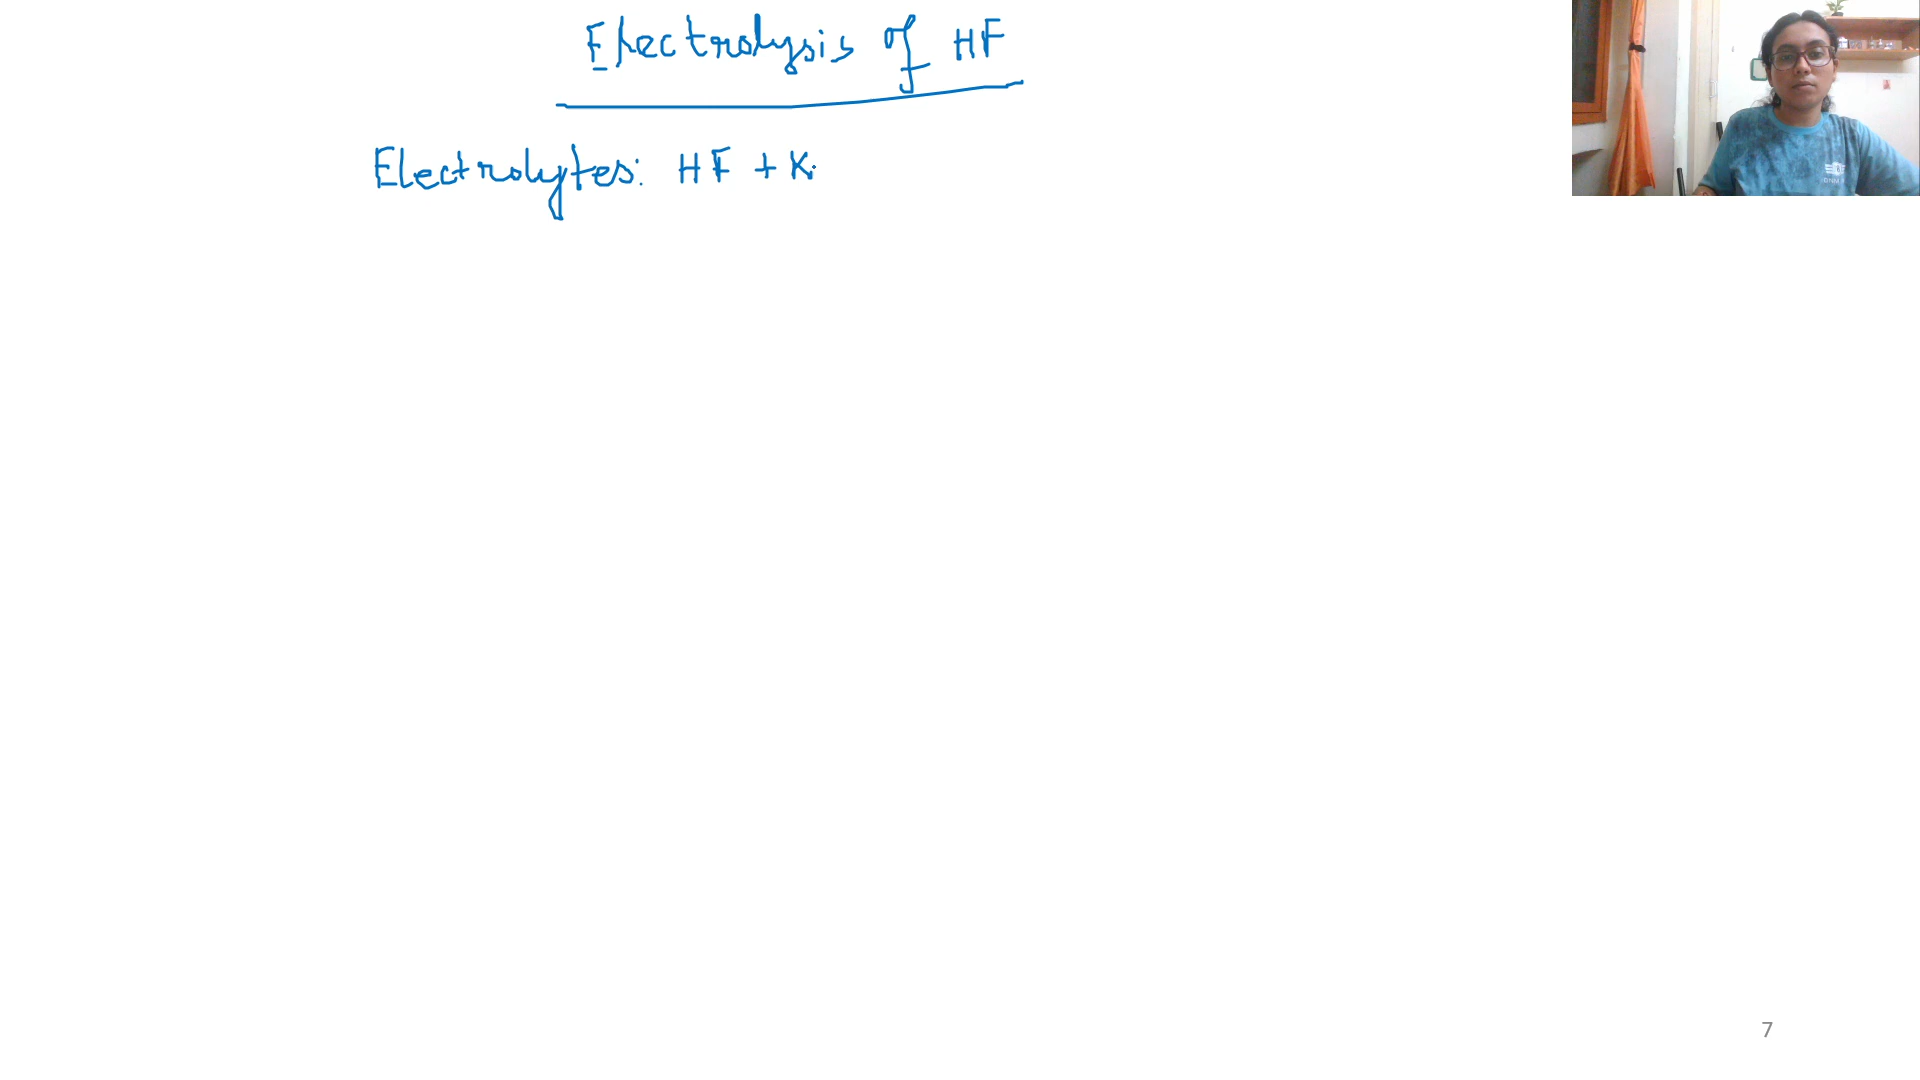 Electrolysis of HF
Electrolytes: HF + K
7